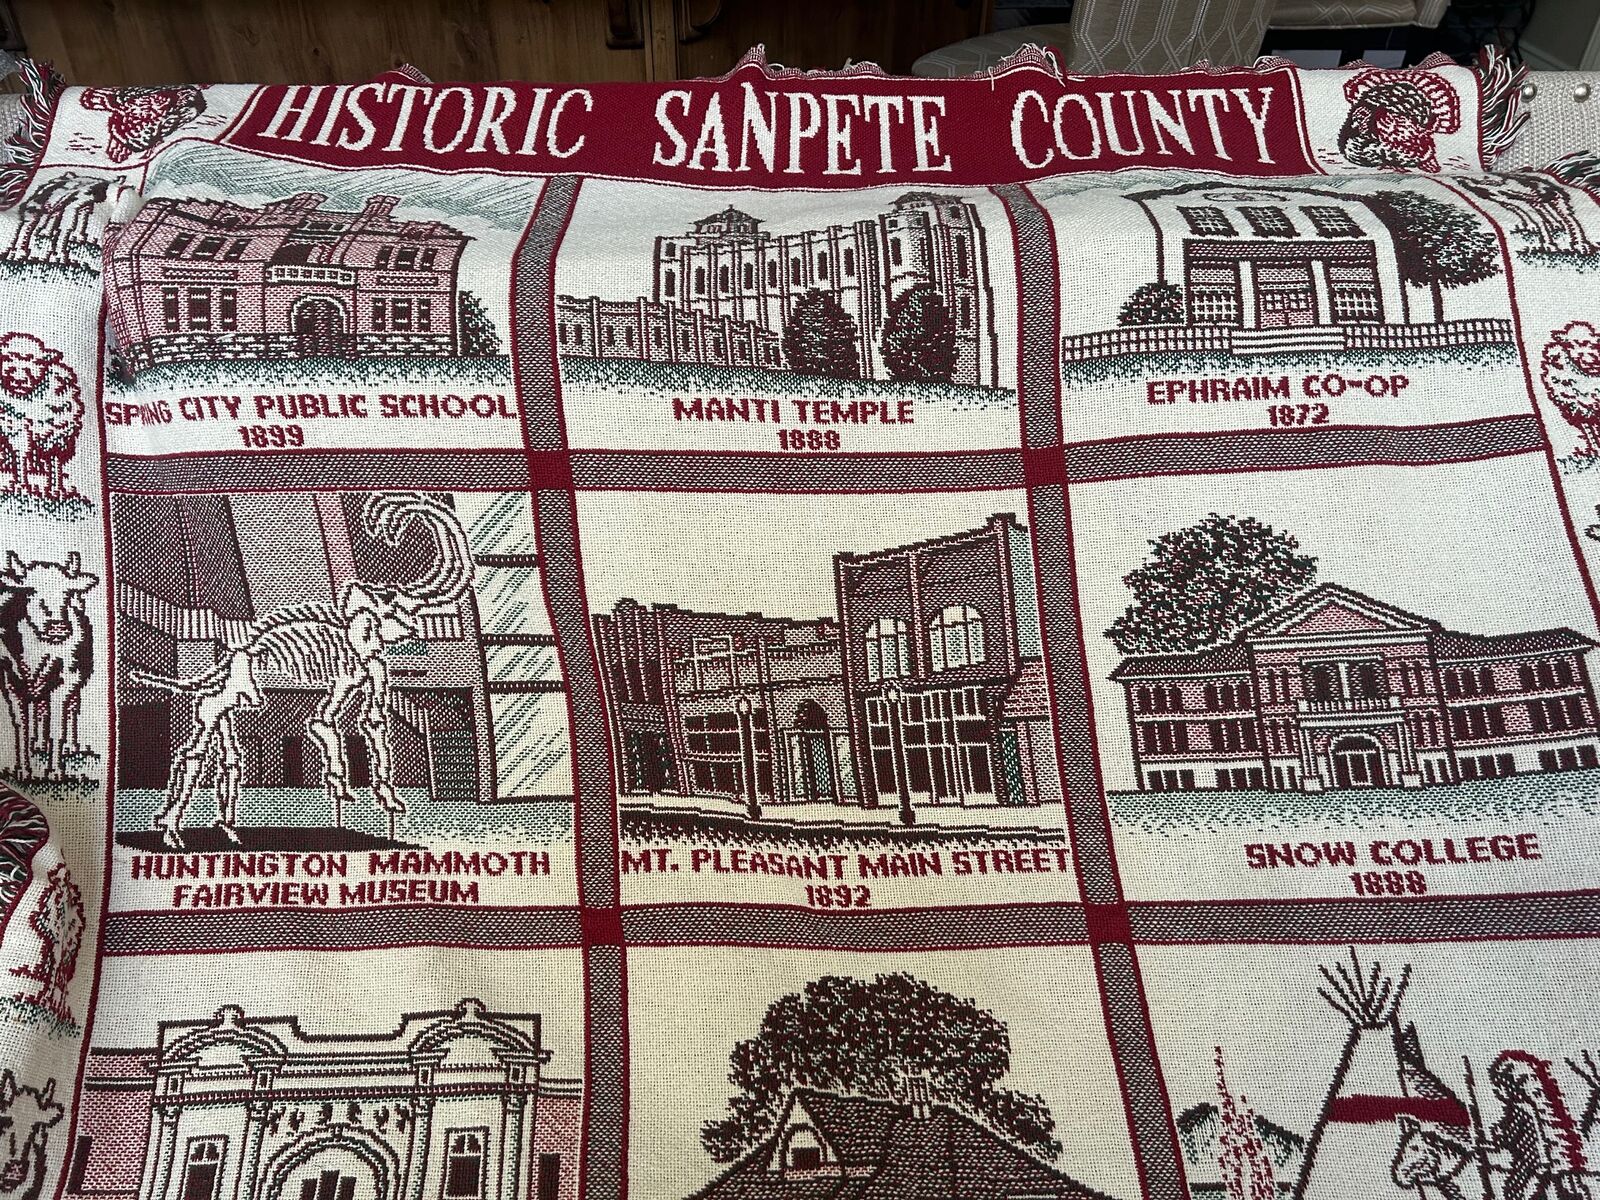 HISTORIC SANPETE COUNTY
SPRING CITY PUBLIC SCHOOL
1899
MANTI TEMPLE
1888
EPHRAIM CO-OP
1872
HUNTINGTON MAMMOTH
FAIRVIEW MUSEUM
MT. PLEASANT MAIN STREET
1892
SNOW COLLEGE
1888